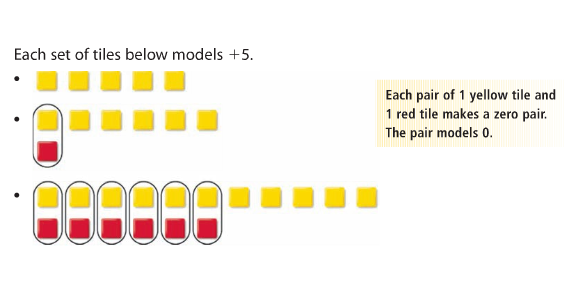 Each set of tiles below models +5.
Each pair of 1 yellow tile and
1 red tile makes a zero pair.
The pair models 0.